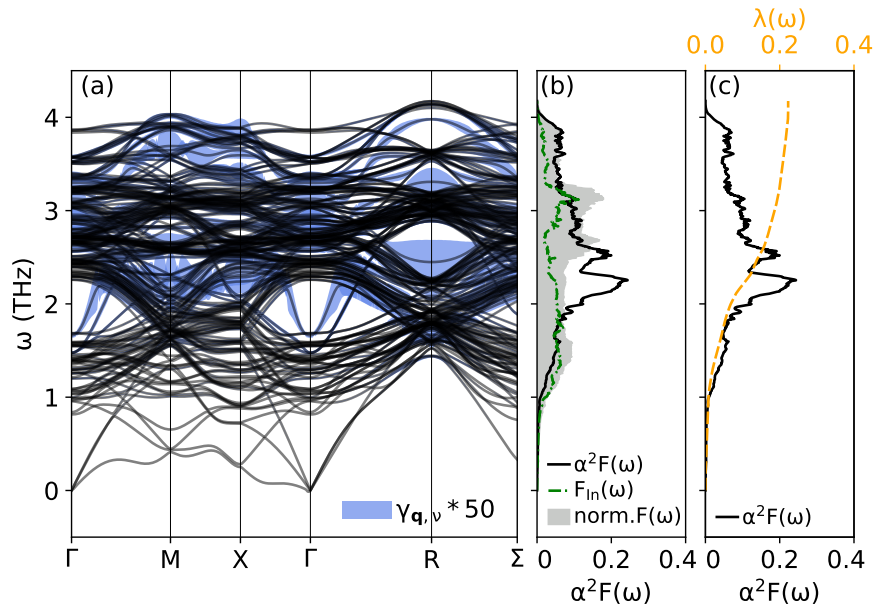 λ(ω)
0.0 0.2 0.4
(a) (b) (c)
4
3
2
1
0
ω (THz)
γq,ν * 50
α²F(ω)
FIn(ω)
norm.F(ω)
α²F(ω)
Γ M X Γ R Σ
0 0.2 0.4
0.0 0.2 0.4
α²F(ω) α²F(ω)